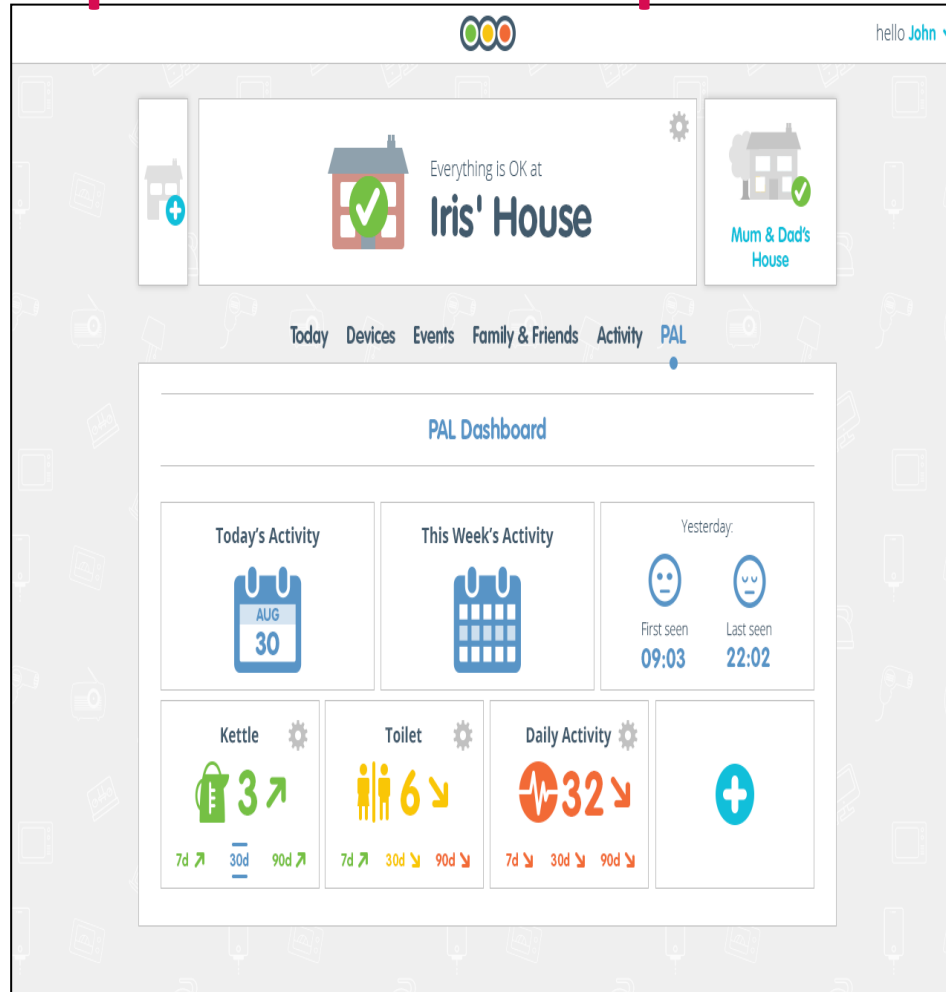 hello John
Everything is OK at
Iris' House
Mum & Dad's
House
Today Devices Events Family & Friends Activity PAL
PAL Dashboard
Today's Activity
AUG
30
This Week's Activity
Yesterday:
First seen
09:03
Last seen
22:02
Kettle
3
7d 30d 90d
Toilet
6
7d 30d 90d
Daily Activity
32
7d 30d 90d